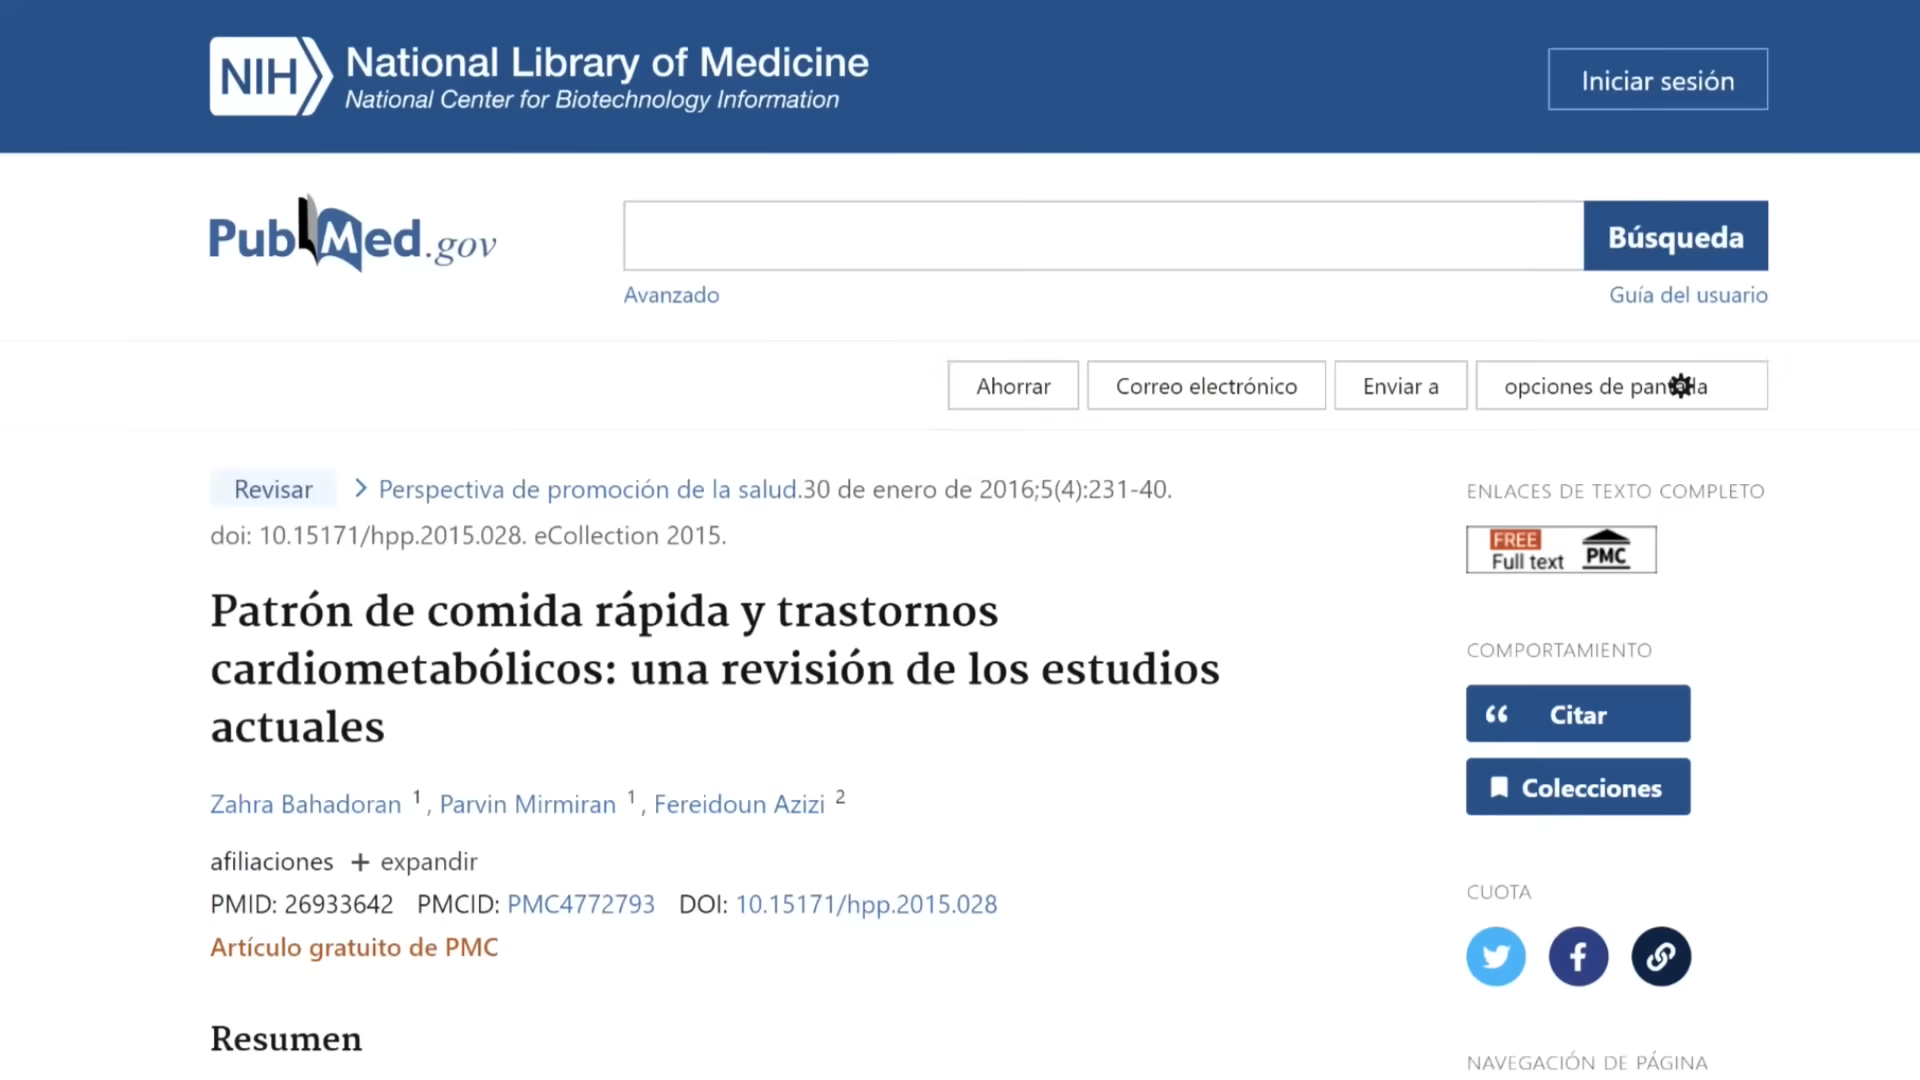 NIH National Library of Medicine
National Center for Biotechnology Information
Iniciar sesión
PubMed.gov
Búsqueda
Avanzado
Guía del usuario
Ahorrar
Correo electrónico
Enviar a
opciones de pantalla
Revisar
Perspectiva de promoción de la salud.30 de enero de 2016;5(4):231-40.
doi: 10.15171/hpp.2015.028. eCollection 2015.
Patrón de comida rápida y trastornos
cardiometabólicos: una revisión de los estudios
actuales
Zahra Bahadoran 1, Parvin Mirmiran 1, Fereidoun Azizi 2
afiliaciones + expandir
PMID: 26933642 PMCID: PMC4772793 DOI: 10.15171/hpp.2015.028
Artículo gratuito de PMC
Resumen
ENLACES DE TEXTO COMPLETO
FREE
Full text
PMC
COMPORTAMIENTO
Citar
Colecciones
CUOTA
NAVEGACIÓN DE PÁGINA